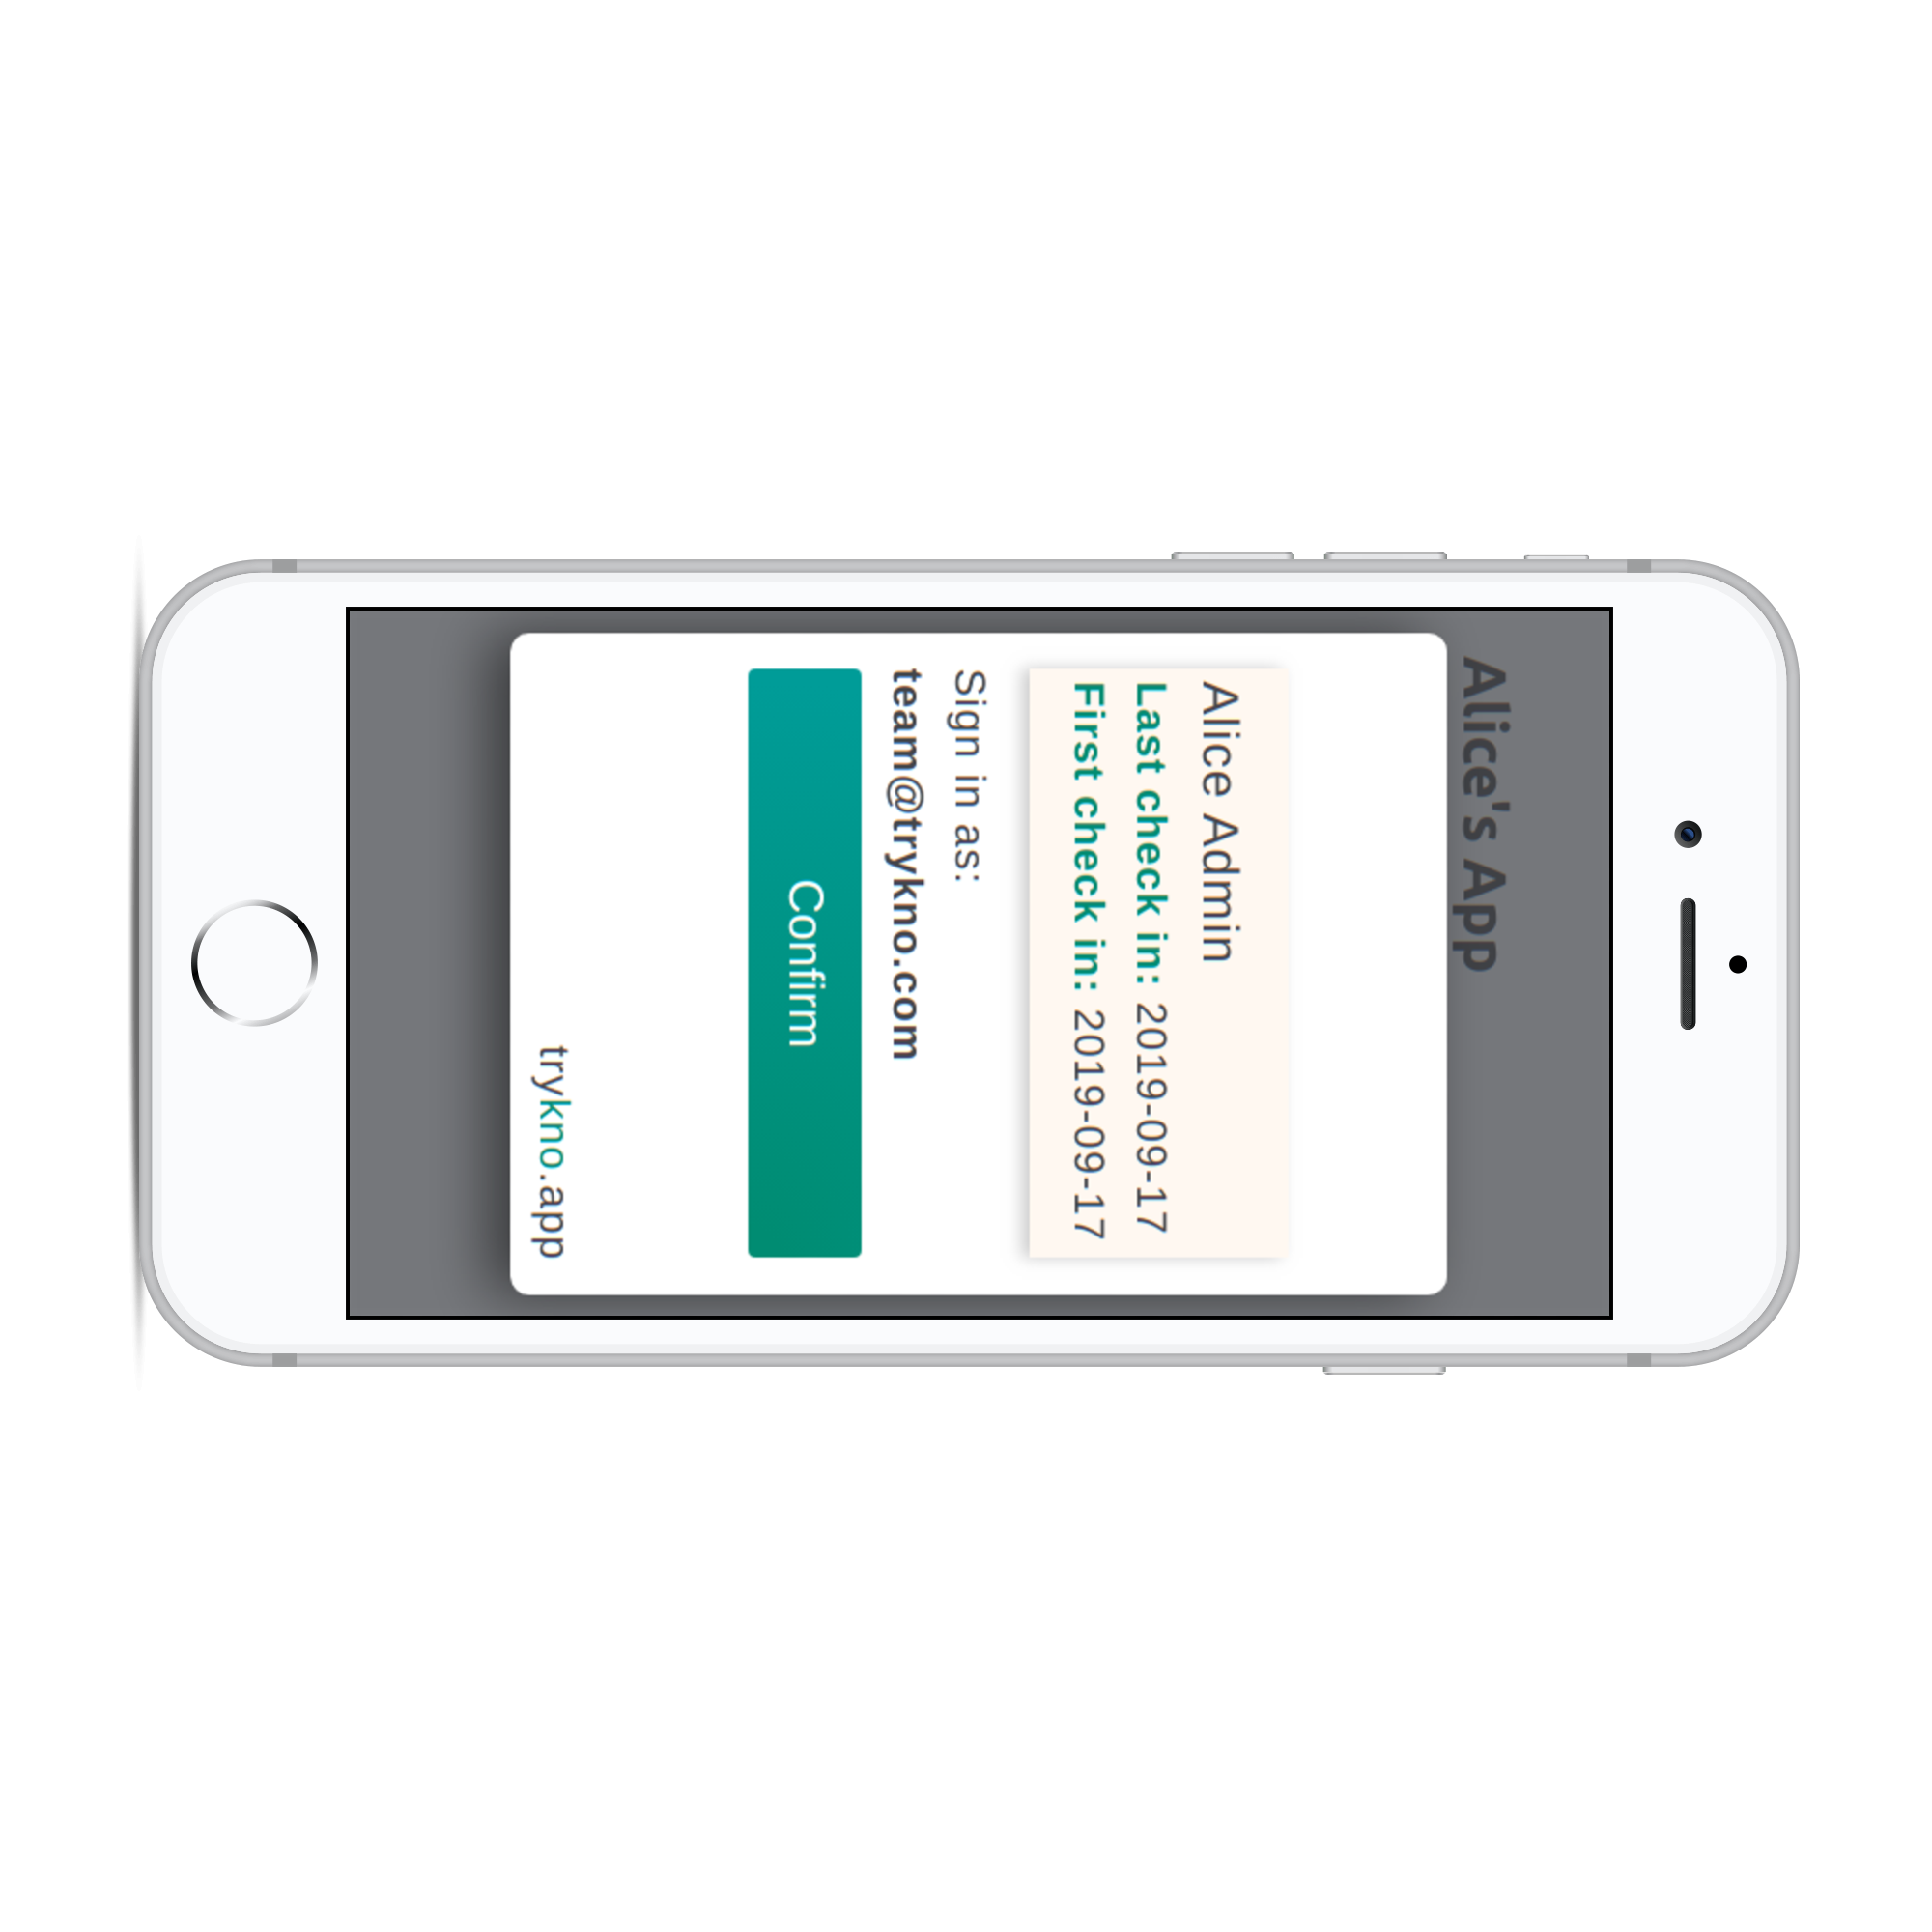 Alice's App
Alice Admin
Last check in: 2019-09-17
First check in: 2019-09-17
Sign in as:
team@trykno.com
Confirm
trykno.app